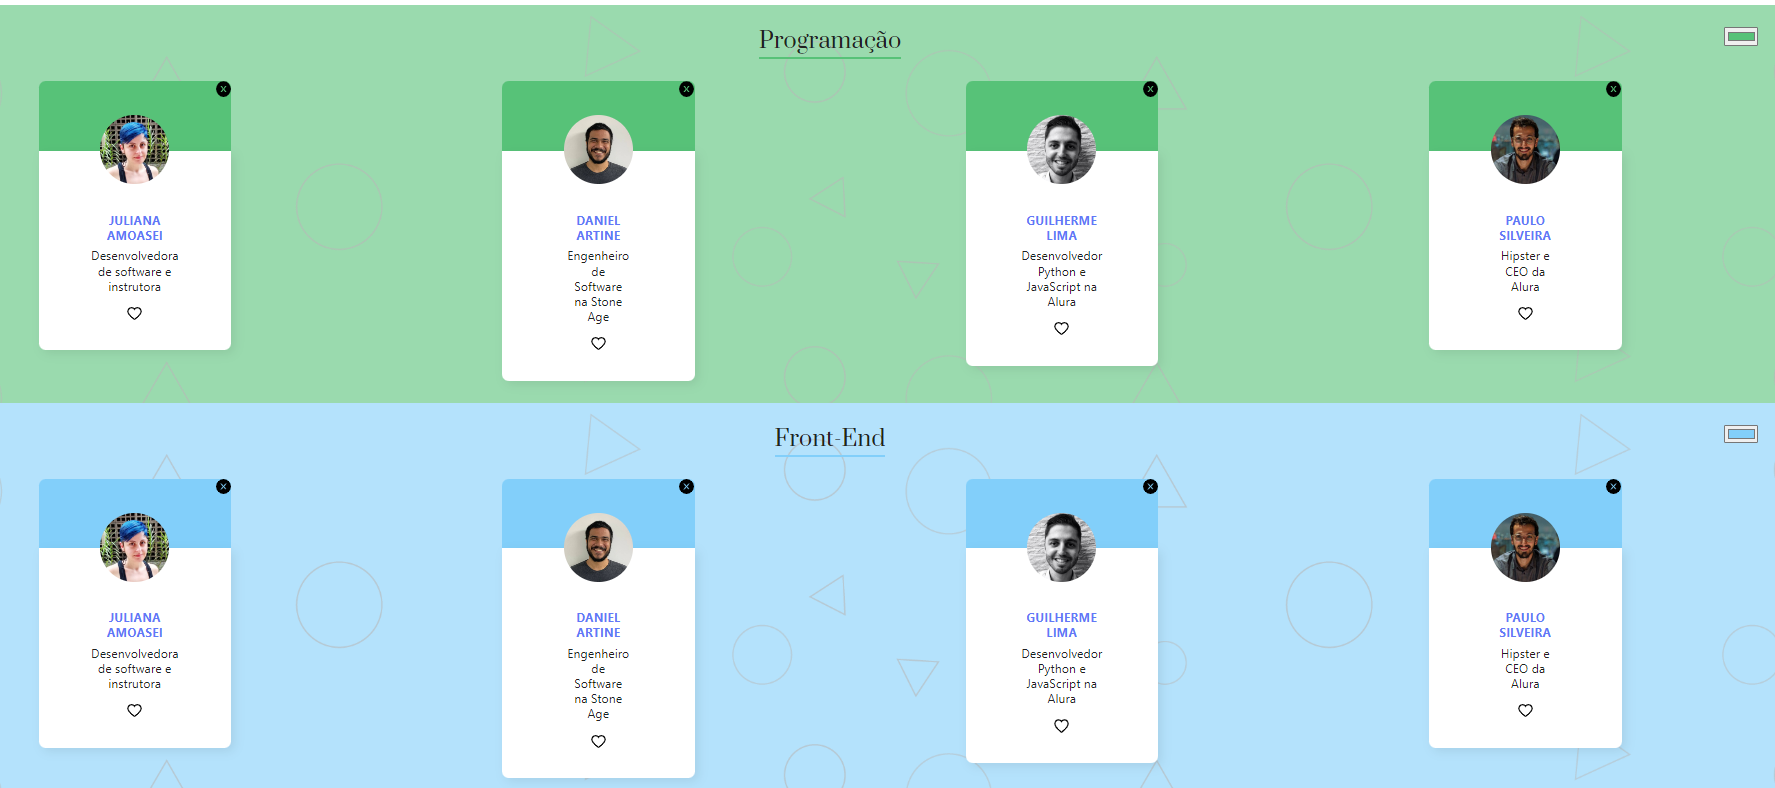 Programação
X
X
X
X
JULIANA
AMOASEI
Desenvolvedora
de software e
instrutora
DANIEL
ARTINE
Engenheiro
de
Software
na Stone
Age
GUILHERME
LIMA
Desenvolvedor
Python e
JavaScript na
Alura
PAULO
SILVEIRA
Hipster e
CEO da
Alura
Front-End
X
X
X
X
JULIANA
AMOASEI
Desenvolvedora
de software e
instrutora
DANIEL
ARTINE
Engenheiro
de
Software
na Stone
Age
GUILHERME
LIMA
Desenvolvedor
Python e
JavaScript na
Alura
PAULO
SILVEIRA
Hipster e
CEO da
Alura